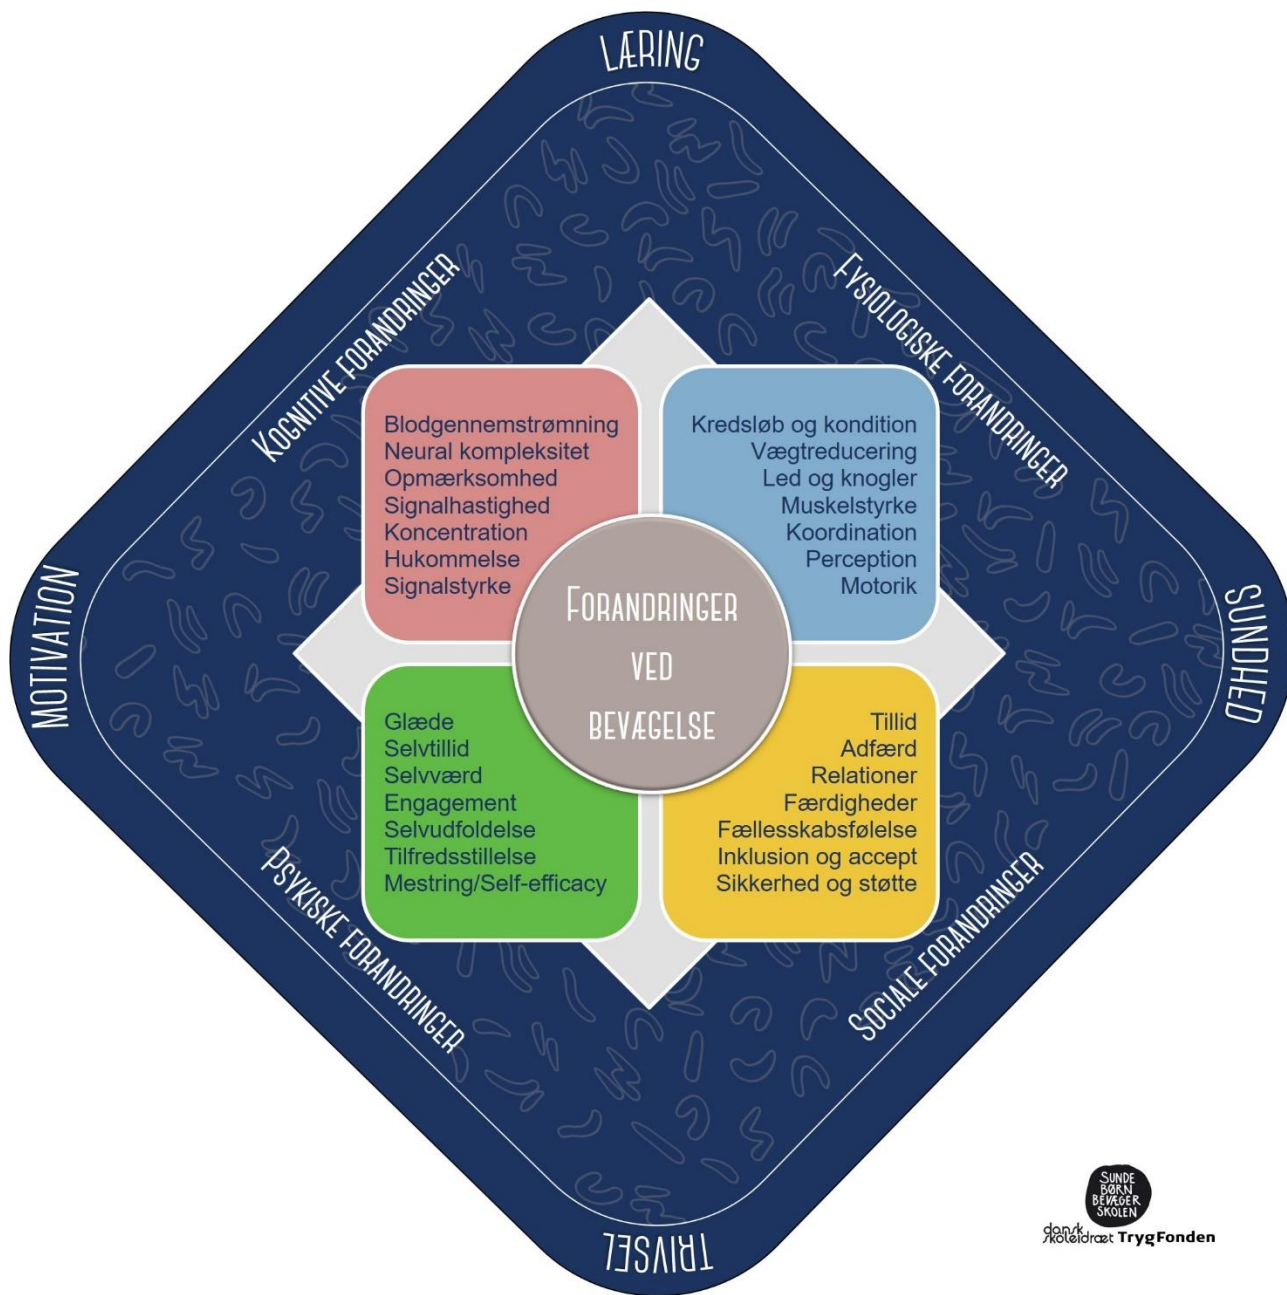 LÆRING
KOGNITIVE FORANDRINGER
FYSIOLOGISKE FORANDRINGER
Blodgennemstrømning
Neural kompleksitet
Opmærksomhed
Signalhastighed
Koncentration
Hukommelse
Signalstyrke
Kredsløb og kondition
Vægtreducering
Led og knogler
Muskelstyrke
Koordination
Perception
Motorik
MOTIVATION
FORANDRINGER
VED
BEVÆGELSE
SUNDHED
Glæde
Selvtillid
Selvværd
Engagement
Selvudfoldelse
Tilfredsstillelse
Mestring/Self-efficacy
Tillid
Adfærd
Relationer
Færdigheder
Fællesskabsfølelse
Inklusion og accept
Sikkerhed og støtte
PSYKISKE FORANDRINGER
SOCIALE FORANDRINGER
TRIVSEL
SUNDE
BØRN
BEVÆGER
SKOLEN
dansk
skoleidræt TrygFonden